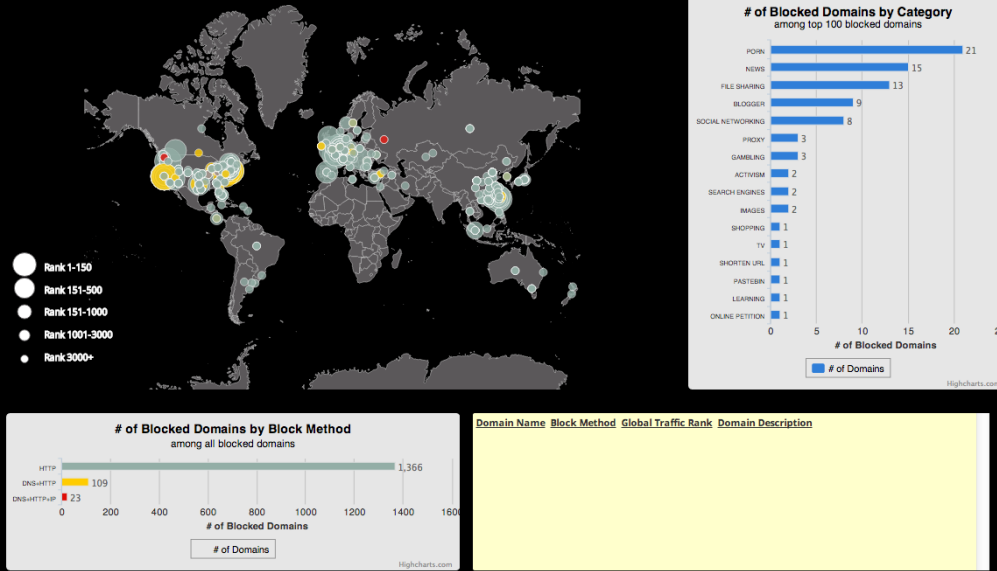 # of Blocked Domains by Category
among top 100 blocked domains
PORN 21
NEWS 15
FILE SHARING 13
BLOGGER 9
SOCIAL NETWORKING 8
PROXY 3
GAMBLING 3
ACTIVISM 2
SEARCH ENGINES 2
IMAGES 2
SHOPPING 1
TV 1
SHORTEN URL 1
PASTEBIN 1
LEARNING 1
ONLINE PETITION 1
0 5 10 15 20 2
# of Blocked Domains
# of Domains
Highcharts.com
Rank 1-150
Rank 151-500
Rank 151-1000
Rank 1001-3000
Rank 3000+
# of Blocked Domains by Block Method
among all blocked domains
HTTP 1,366
DNS+HTTP 109
DNS+HTTP+IP 23
0 200 400 600 800 1000 1200 1400 160
# of Blocked Domains
# of Domains
Highcharts.com
Domain Name Block Method Global Traffic Rank Domain Description